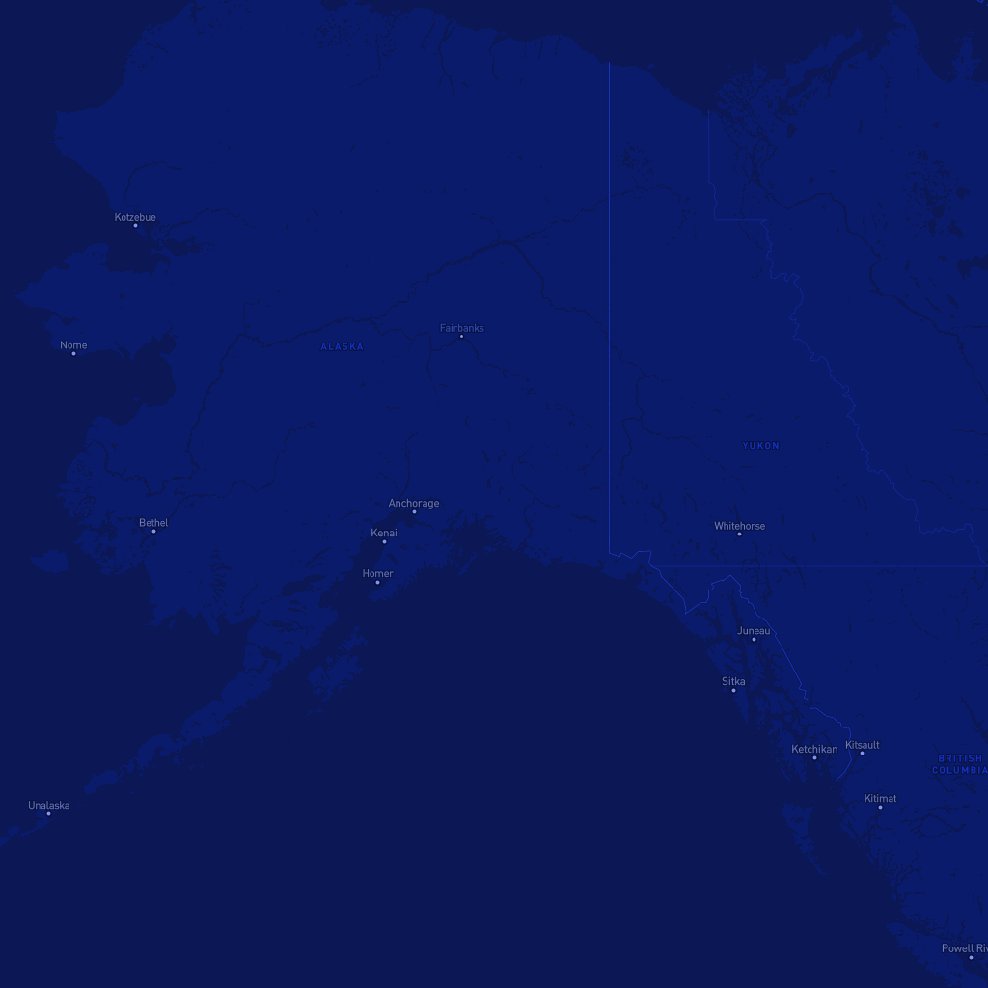 Kotzebue
Fairbanks
Nome
ALASKA
YUKON
Anchorage
Bethel
Whitehorse
Kenai
Homer
Juneau
Sitka
Ketchikan
Kitsault
BRITISH
COLUMBIA
Kitimat
Unalaska
Powell Riv